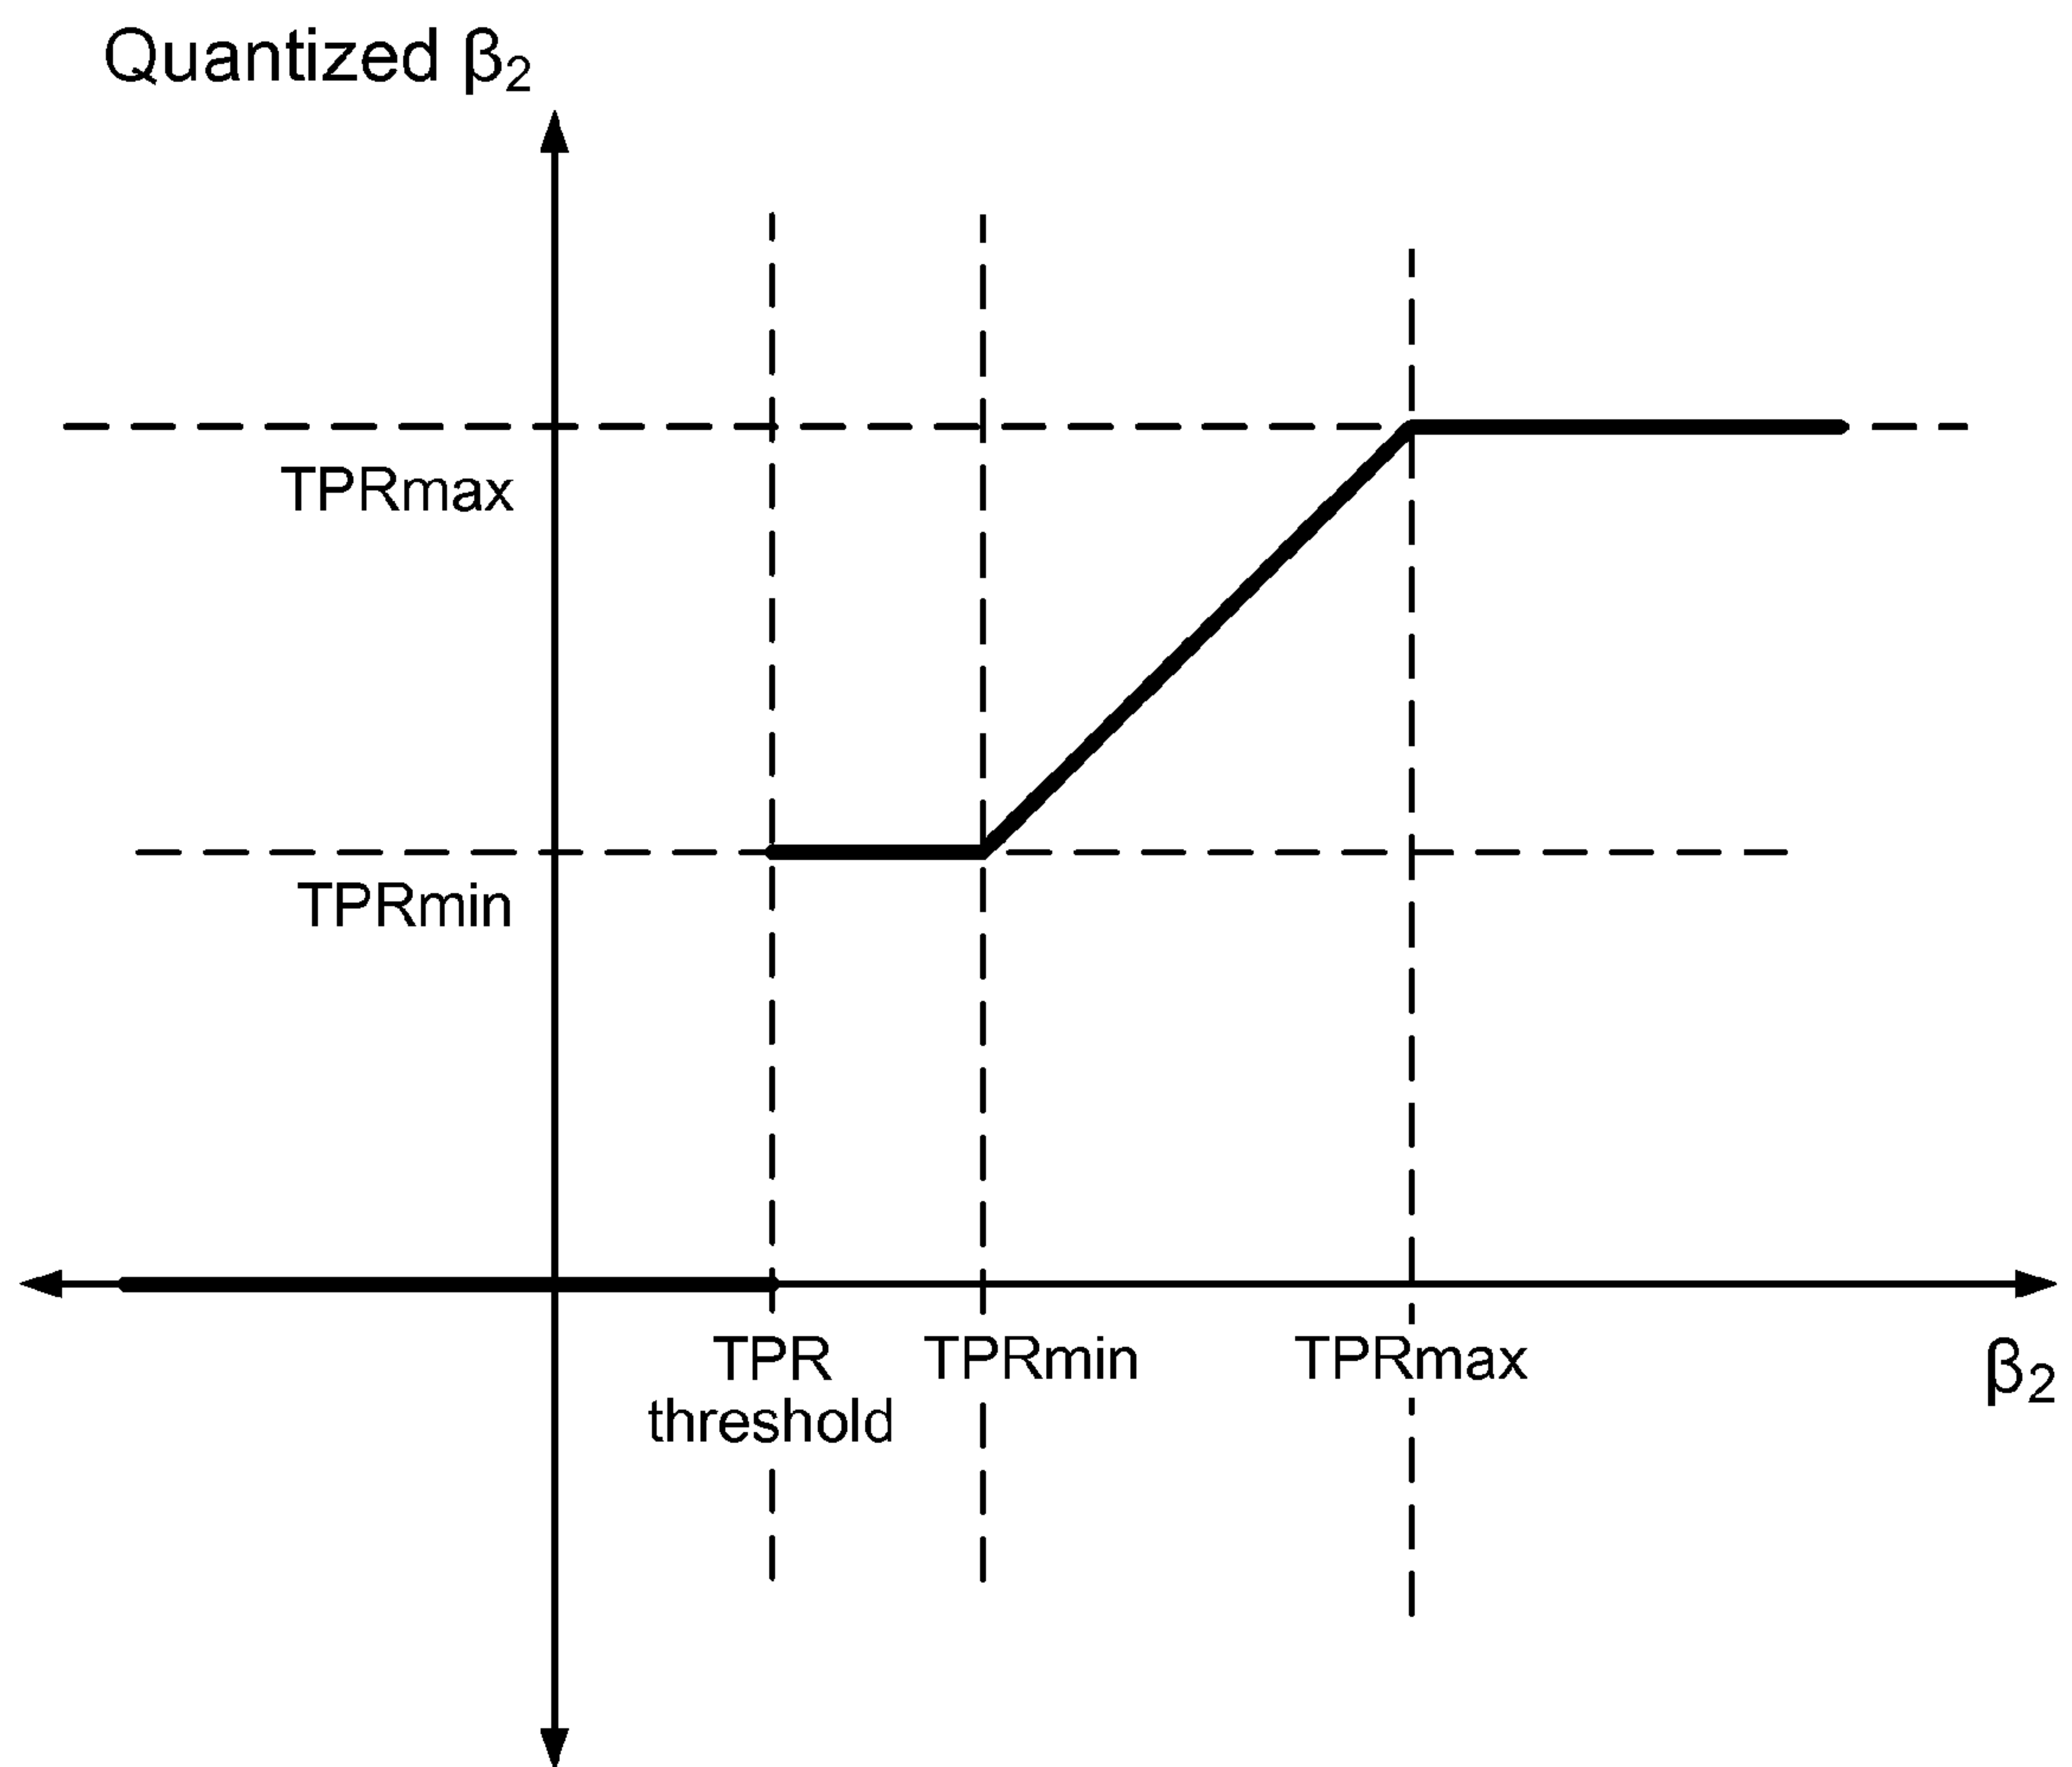 Quantized β₂
TPRmax
TPRmin
TPR
threshold
TPRmin
TPRmax
β₂